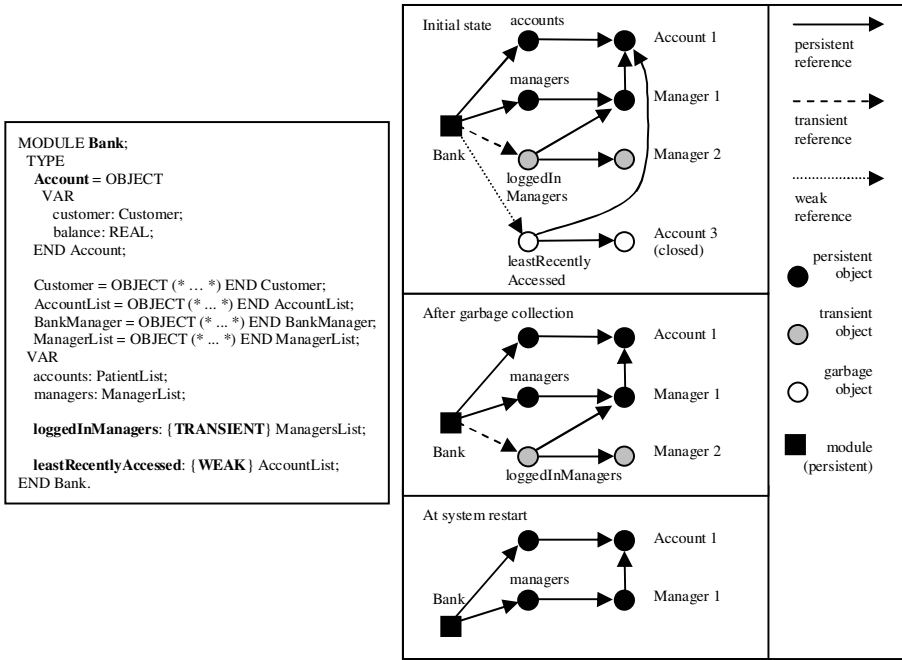 MODULE Bank;
TYPE
Account = OBJECT
VAR
customer: Customer;
balance: REAL;
END Account;
Customer = OBJECT (* … *) END Customer;
AccountList = OBJECT (* ... *) END AccountList;
BankManager = OBJECT (* ... *) END BankManager;
ManagerList = OBJECT (* ... *) END ManagerList;
VAR
accounts: PatientList;
managers: ManagerList;
loggedInManagers: {TRANSIENT} ManagersList;
leastRecentlyAccessed: {WEAK} AccountList;
END Bank.
Initial state
accounts
Account 1
managers
Manager 1
Bank
Manager 2
loggedIn
Managers
Account 3
(closed)
leastRecently
Accessed
After garbage collection
Account 1
managers
Manager 1
Bank
Manager 2
loggedInManagers
At system restart
Account 1
managers
Bank
Manager 1
persistent
reference
transient
reference
weak
reference
persistent
object
transient
object
garbage
object
module
(persistent)